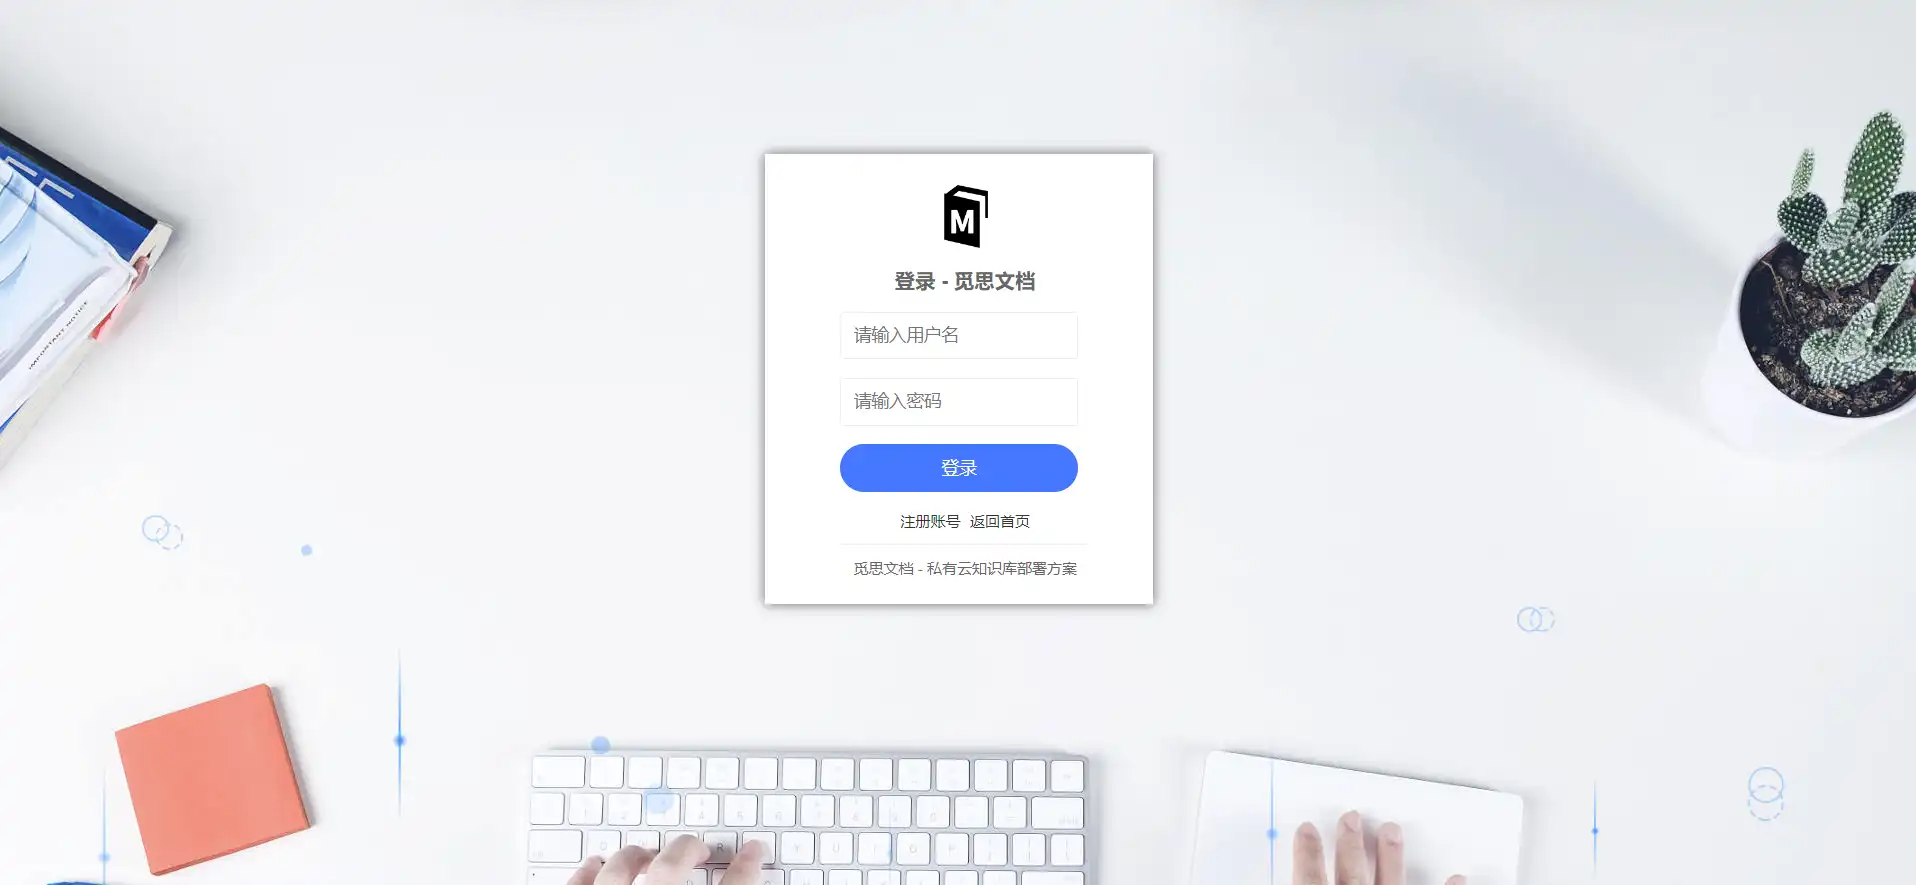 M
登录 - 觅思文档
请输入用户名
请输入密码
登录
注册账号 返回首页
觅思文档 - 私有云知识库部署方案
IMPORTANT NOTICE
R
Y
U